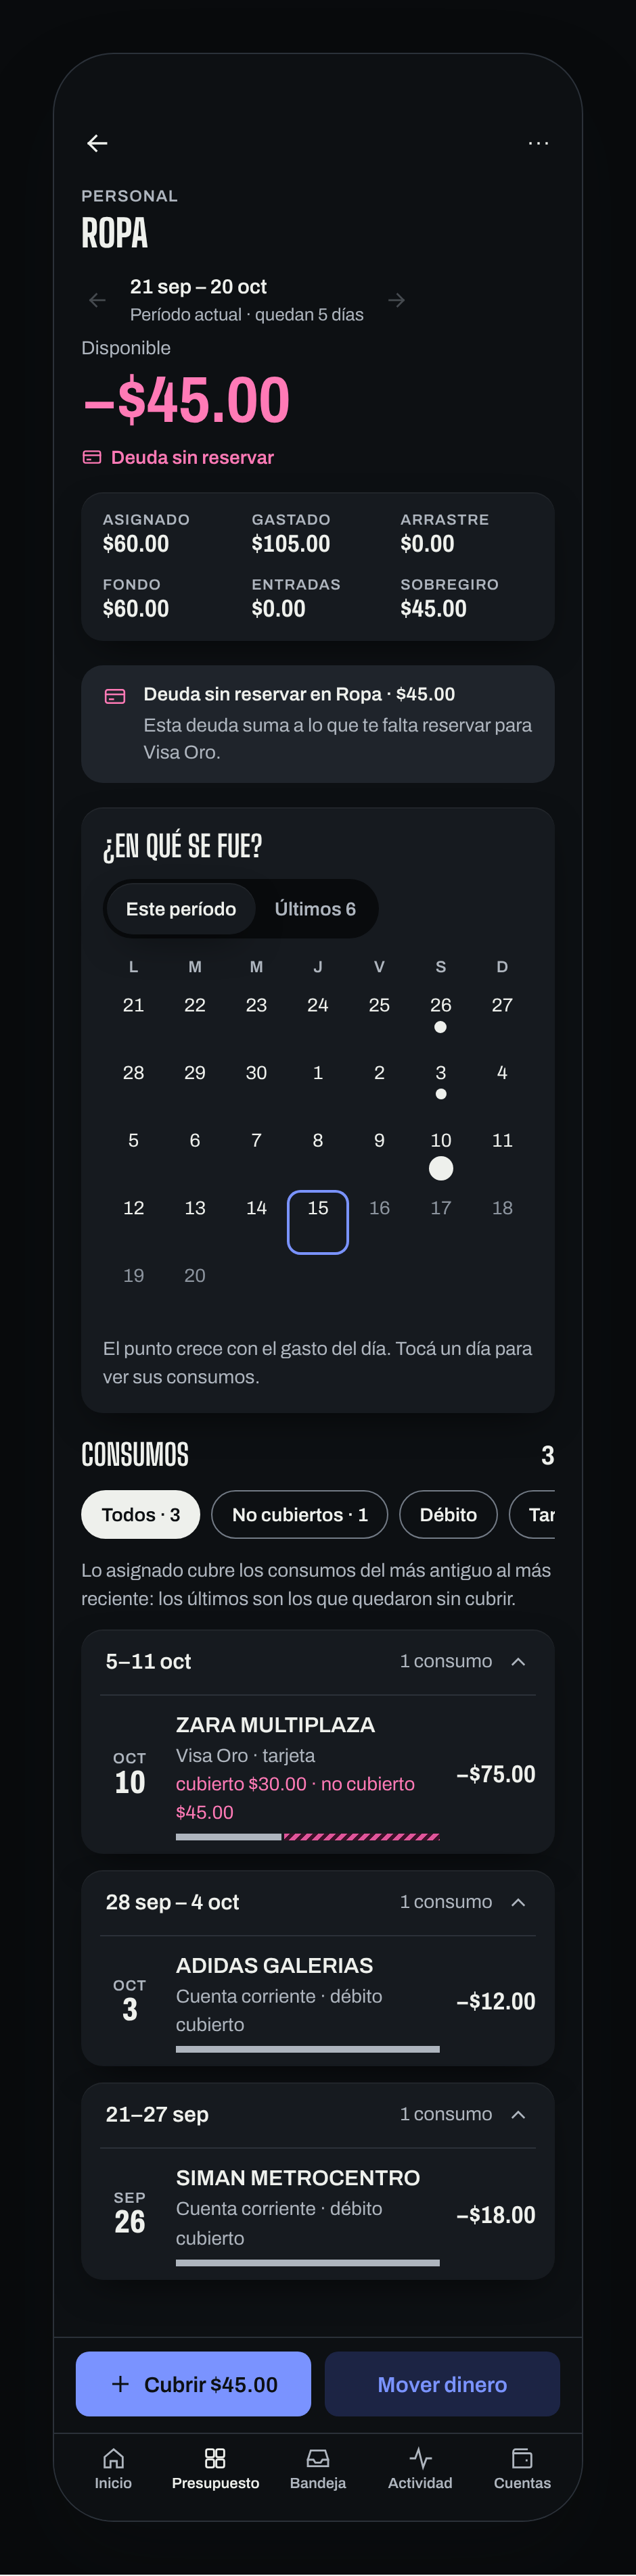 PERSONAL
ROPA
21 sep – 20 oct
Período actual · quedan 5 días
Disponible
–$45.00
Deuda sin reservar
ASIGNADO GASTADO ARRASTRE
$60.00 $105.00 $0.00
FONDO ENTRADAS SOBREGIRO
$60.00 $0.00 $45.00
Deuda sin reservar en Ropa · $45.00
Esta deuda suma a lo que te falta reservar para
Visa Oro.
¿EN QUÉ SE FUE?
Este período Últimos 6
L M M J V S D
21 22 23 24 25 26 27
28 29 30 1 2 3 4
5 6 7 8 9 10 11
12 13 14 15 16 17 18
19 20
El punto crece con el gasto del día. Tocá un día para
ver sus consumos.
CONSUMOS 3
Todos · 3 No cubiertos · 1 Débito Tar
Lo asignado cubre los consumos del más antiguo al más
reciente: los últimos son los que quedaron sin cubrir.
5–11 oct 1 consumo
ZARA MULTIPLAZA
OCT
10
Visa Oro · tarjeta
cubierto $30.00 · no cubierto
$45.00
–$75.00
28 sep – 4 oct 1 consumo
ADIDAS GALERIAS
OCT
3
Cuenta corriente · débito
cubierto
–$12.00
21–27 sep 1 consumo
SIMAN METROCENTRO
SEP
26
Cuenta corriente · débito
cubierto
–$18.00
+ Cubrir $45.00 Mover dinero
Inicio Presupuesto Bandeja Actividad Cuentas